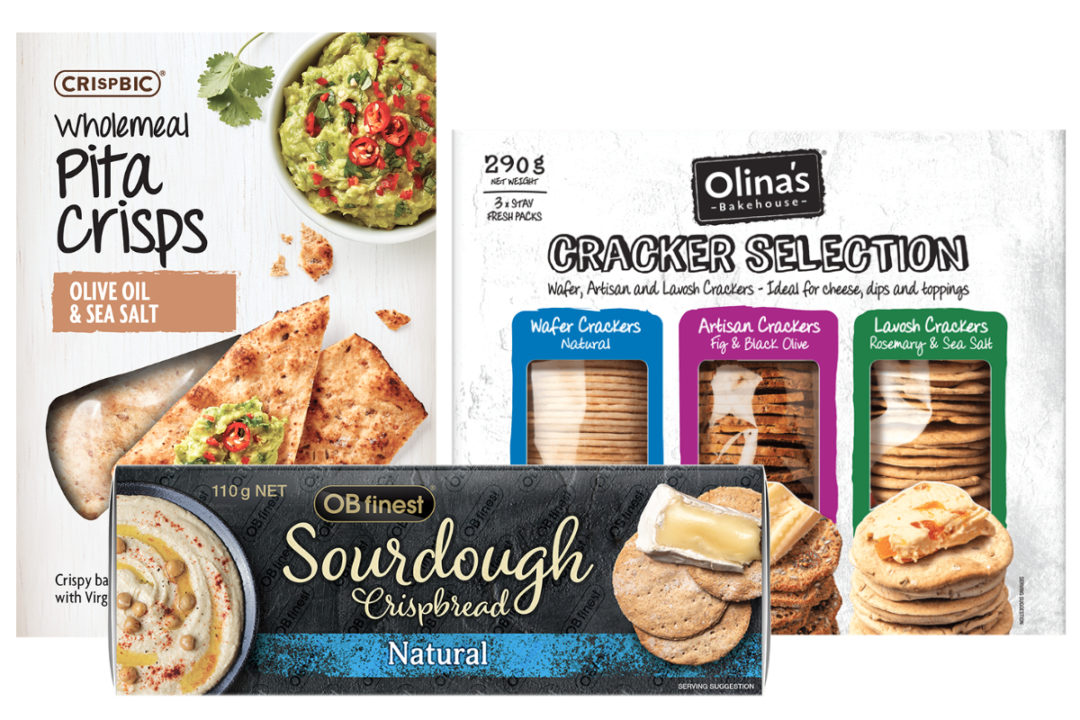 CRISPBIC®
Wholemeal
Pita
Crisps
OLIVE OIL
& SEA SALT
Crispy ba
with Virg
290g
NET WEIGHT
3 x STAY
FRESH PACKS
Olina's
-Bakehouse-
CRACKER SELECTION
Wafer, Artisan and Lavosh Crackers - Ideal for cheese, dips and toppings
Wafer Crackers
Natural
Artisan Crackers
Fig & Black Olive
Lavosh Crackers
Rosemary & Sea Salt
110g NET
OB finest
Sourdough
Crispbread
Natural
SERVING SUGGESTION